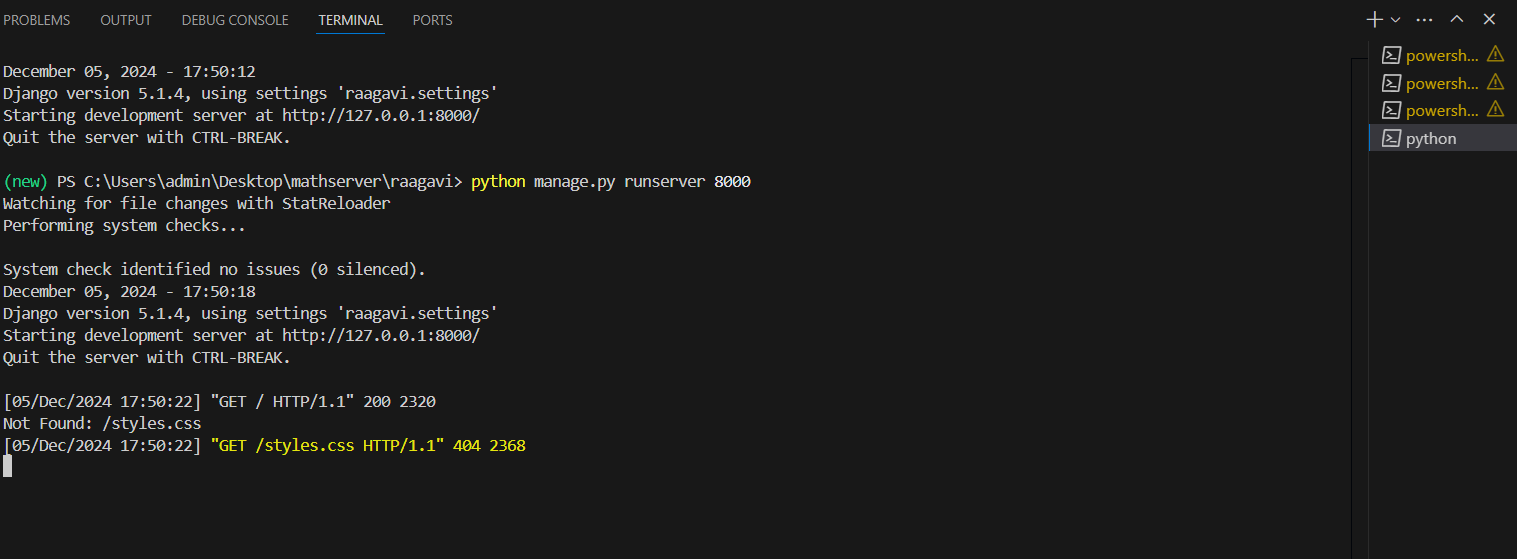 PROBLEMS OUTPUT DEBUG CONSOLE TERMINAL PORTS
December 05, 2024 - 17:50:12
Django version 5.1.4, using settings 'raagavi.settings'
Starting development server at http://127.0.0.1:8000/
Quit the server with CTRL-BREAK.
(new) PS C:\Users\admin\Desktop\mathserver\raagavi> python manage.py runserver 8000
Watching for file changes with StatReloader
Performing system checks...
System check identified no issues (0 silenced).
December 05, 2024 - 17:50:18
Django version 5.1.4, using settings 'raagavi.settings'
Starting development server at http://127.0.0.1:8000/
Quit the server with CTRL-BREAK.
[05/Dec/2024 17:50:22] "GET / HTTP/1.1" 200 2320
Not Found: /styles.css
[05/Dec/2024 17:50:22] "GET /styles.css HTTP/1.1" 404 2368
powersh...
powersh...
powersh...
python